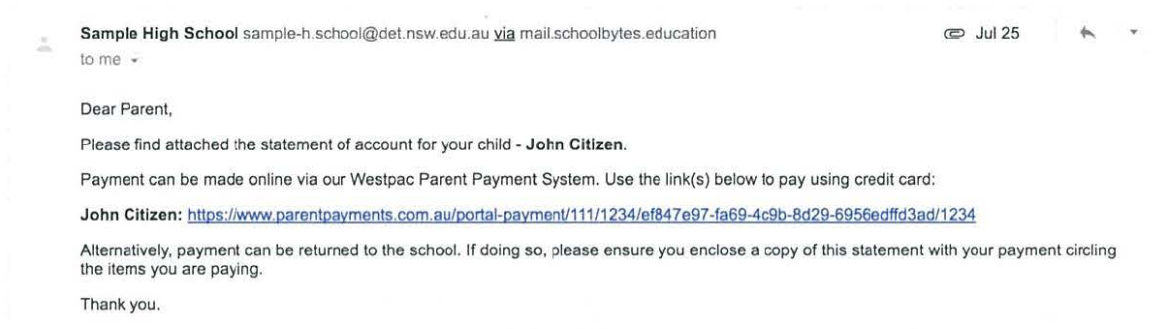 Sample High School sample-h.school@det.nsw.edu.au via mail.schoolbytes.education Jul 25
to me
Dear Parent,
Please find attached the statement of account for your child - John Citizen.
Payment can be made online via our Westpac Parent Payment System. Use the link(s) below to pay using credit card:
John Citizen: https://www.parentpayments.com.au/portal-payment/111/1234/ef847e97-fa69-4c9b-8d29-6956edffd3ad/1234
Alternatively, payment can be returned to the school. If doing so, please ensure you enclose a copy of this statement with your payment circling
the items you are paying.
Thank you.